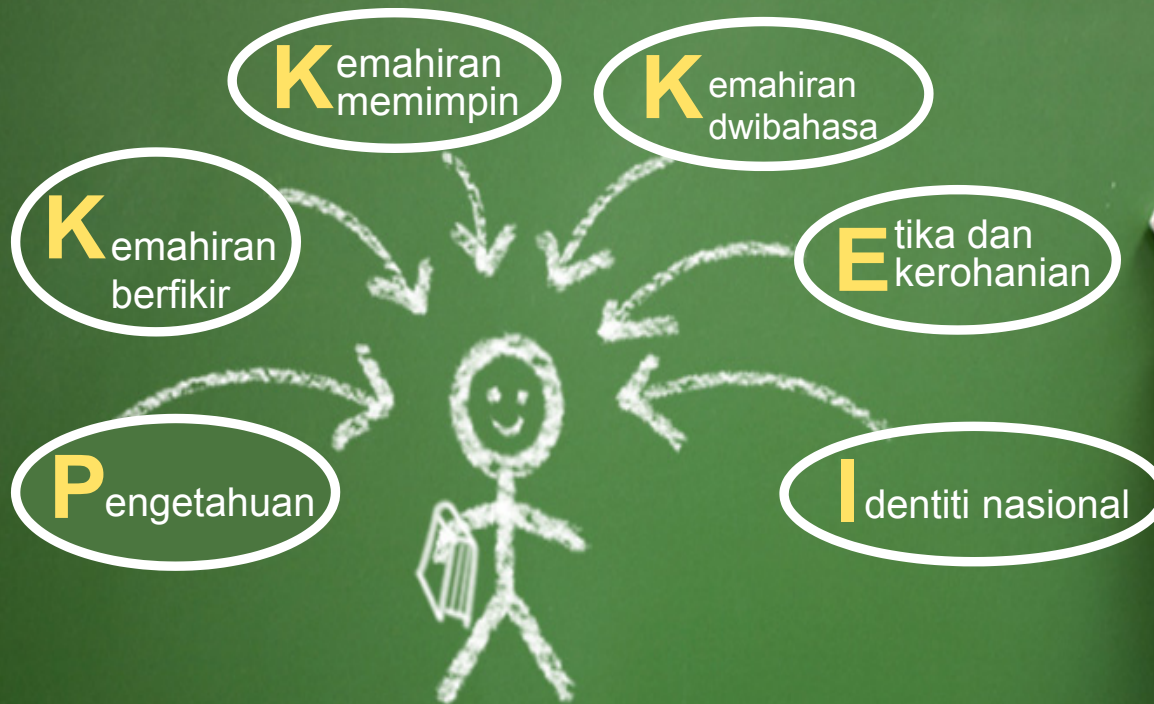 Kemahiran
memimpin
Kemahiran
dwibahasa
Kemahiran
berfikir
Etika dan
kerohanian
Pengetahuan
Identiti nasional